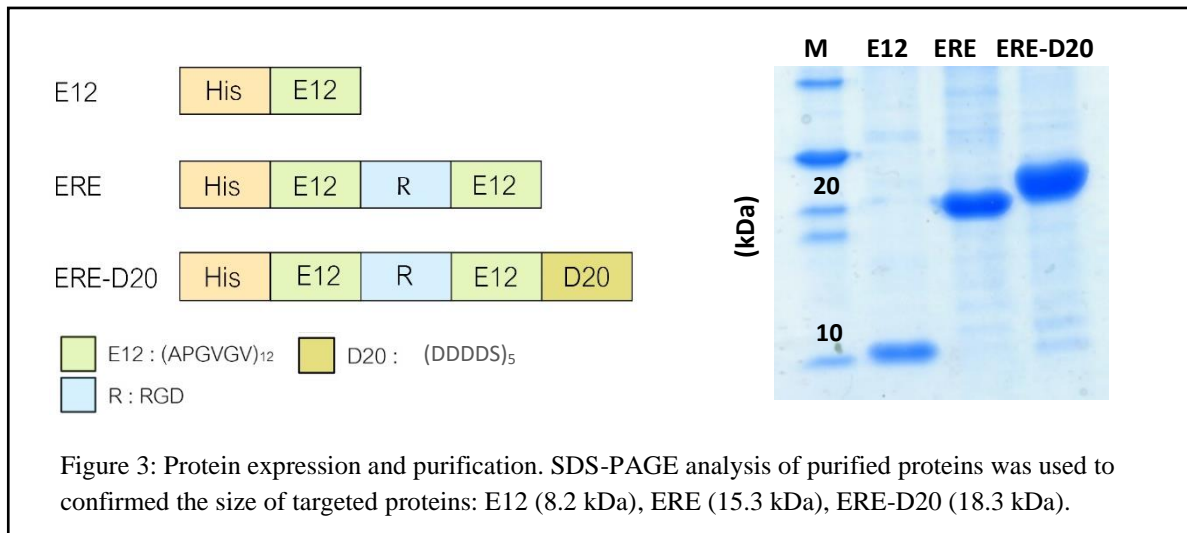 E12 His E12
ERE His E12 R E12
ERE-D20 His E12 R E12 D20
E12 : (APGVGV)₁₂ D20 : (DDDDS)₅
R : RGD
M E12 ERE ERE-D20
20
(kDa)
10
Figure 3: Protein expression and purification. SDS-PAGE analysis of purified proteins was used to
confirmed the size of targeted proteins: E12 (8.2 kDa), ERE (15.3 kDa), ERE-D20 (18.3 kDa).